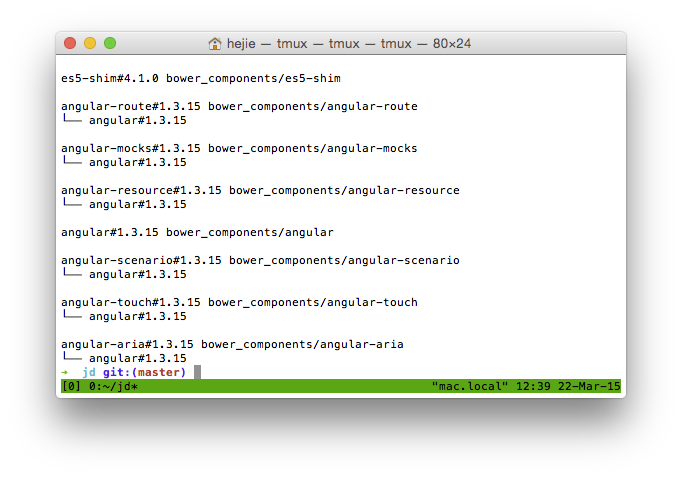 hejie — tmux — tmux — tmux — 80×24
es5-shim#4.1.0 bower_components/es5-shim
angular-route#1.3.15 bower_components/angular-route
└── angular#1.3.15
angular-mocks#1.3.15 bower_components/angular-mocks
└── angular#1.3.15
angular-resource#1.3.15 bower_components/angular-resource
└── angular#1.3.15
angular#1.3.15 bower_components/angular
angular-scenario#1.3.15 bower_components/angular-scenario
└── angular#1.3.15
angular-touch#1.3.15 bower_components/angular-touch
└── angular#1.3.15
angular-aria#1.3.15 bower_components/angular-aria
└── angular#1.3.15
➜  jd git:(master)
[0] 0:~/jd* "mac.local" 12:39 22-Mar-15